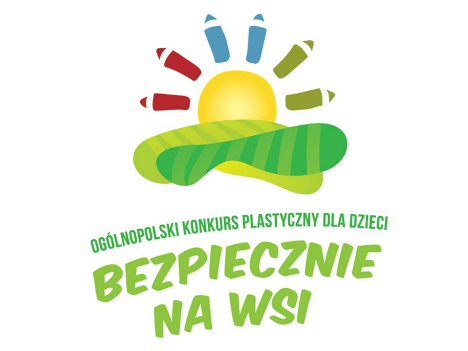 OGÓLNOPOLSKI KONKURS PLASTYCZNY DLA DZIECI
BEZPIECZNIE
NA WSI